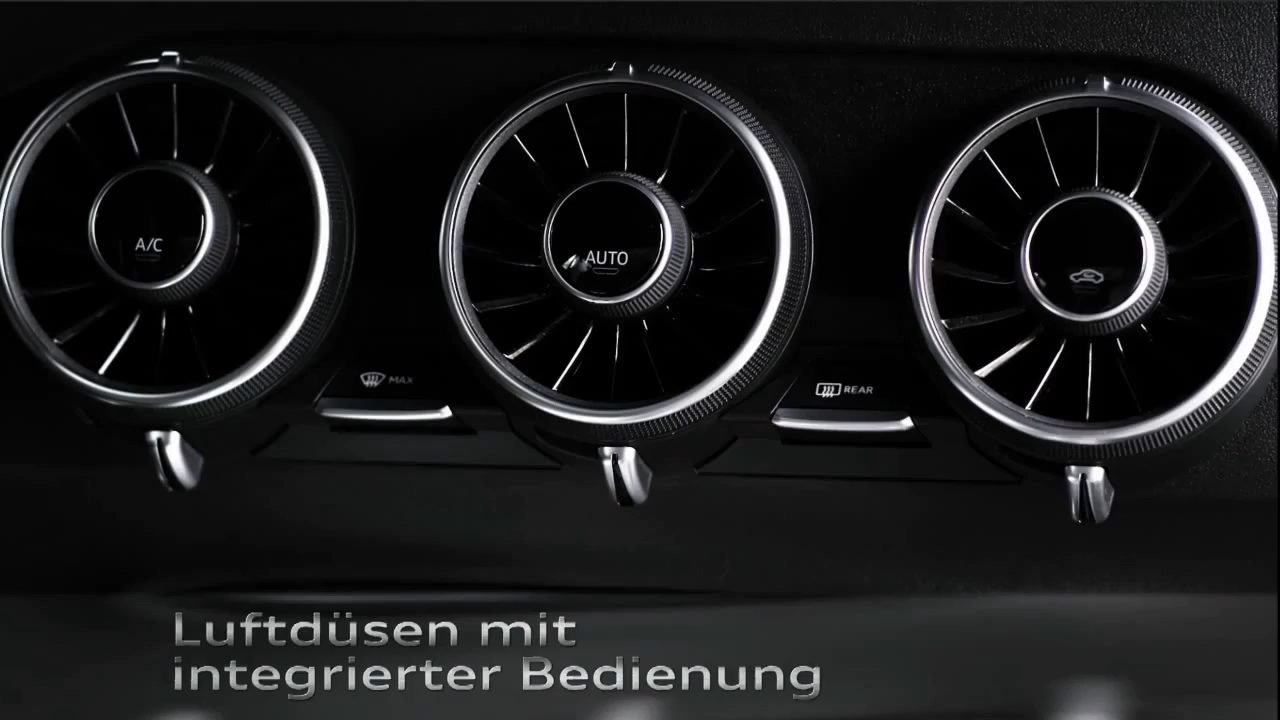 A/C
AUTO
MAX
REAR
Luftdüsen mit
integrierter Bedienung